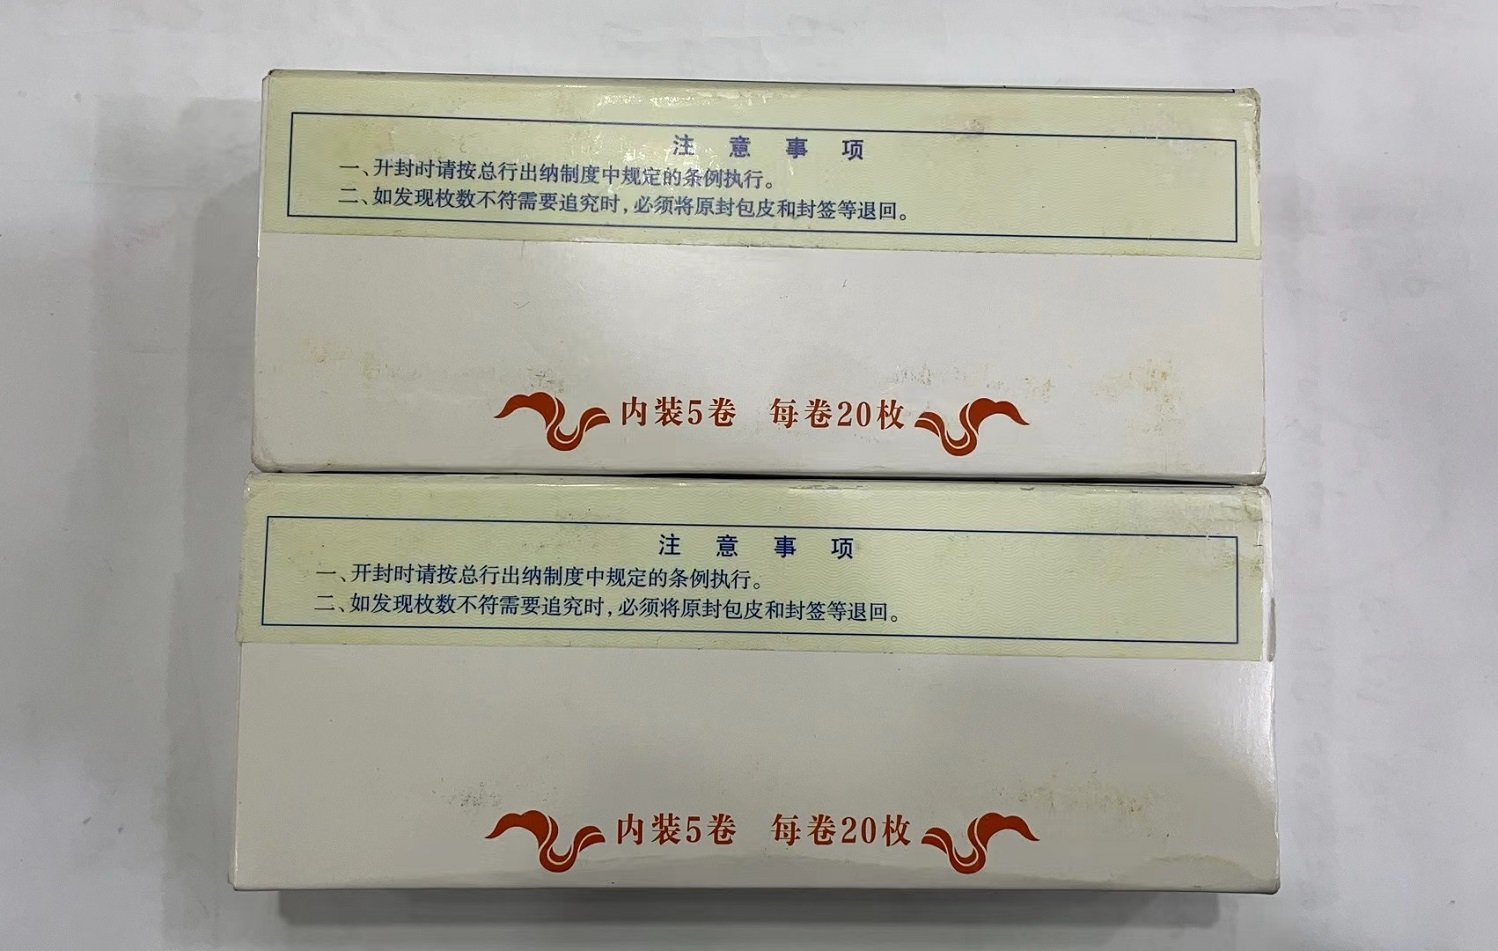 注意事项
一、开封时请按总行出纳制度中规定的条例执行。
二、如发现枚数不符需要追究时，必须将原封包皮和封签等退回。
内装5卷 每卷20枚
注意事项
一、开封时请按总行出纳制度中规定的条例执行。
二、如发现枚数不符需要追究时，必须将原封包皮和封签等退回。
内装5卷 每卷20枚